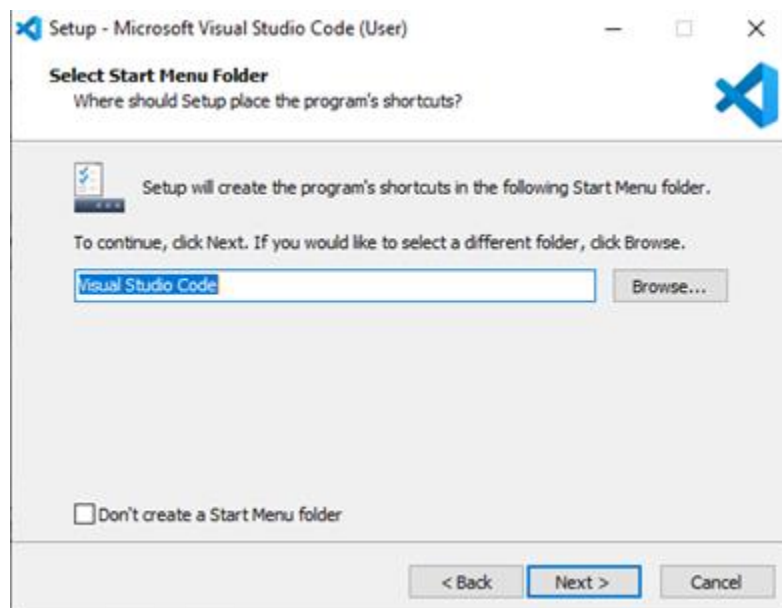 Setup - Microsoft Visual Studio Code (User)
Select Start Menu Folder
Where should Setup place the program's shortcuts?
Setup will create the program's shortcuts in the following Start Menu folder.
To continue, click Next. If you would like to select a different folder, click Browse.
Visual Studio Code
Browse...
Don't create a Start Menu folder
< Back
Next >
Cancel